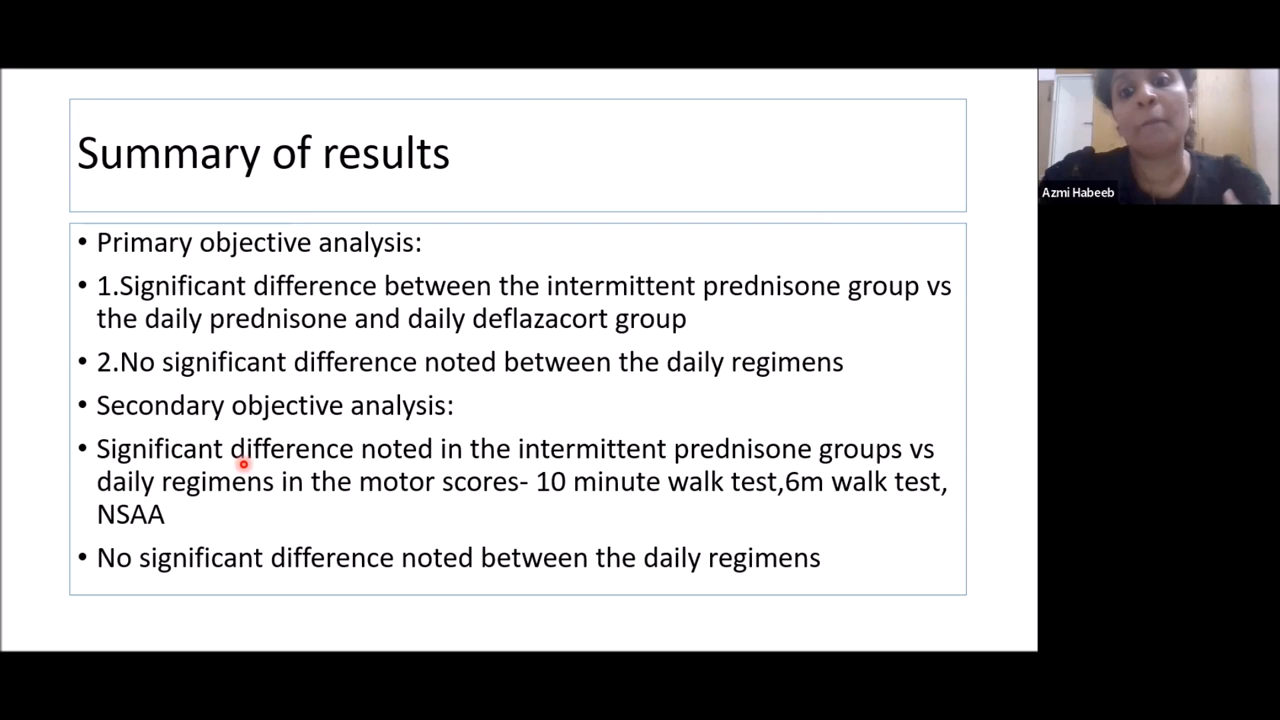 Summary of results
• Primary objective analysis:
• 1.Significant difference between the intermittent prednisone group vs
the daily prednisone and daily deflazacort group
• 2.No significant difference noted between the daily regimens
• Secondary objective analysis:
• Significant difference noted in the intermittent prednisone groups vs
daily regimens in the motor scores- 10 minute walk test,6m walk test,
NSAA
• No significant difference noted between the daily regimens
Azmi Habeeb